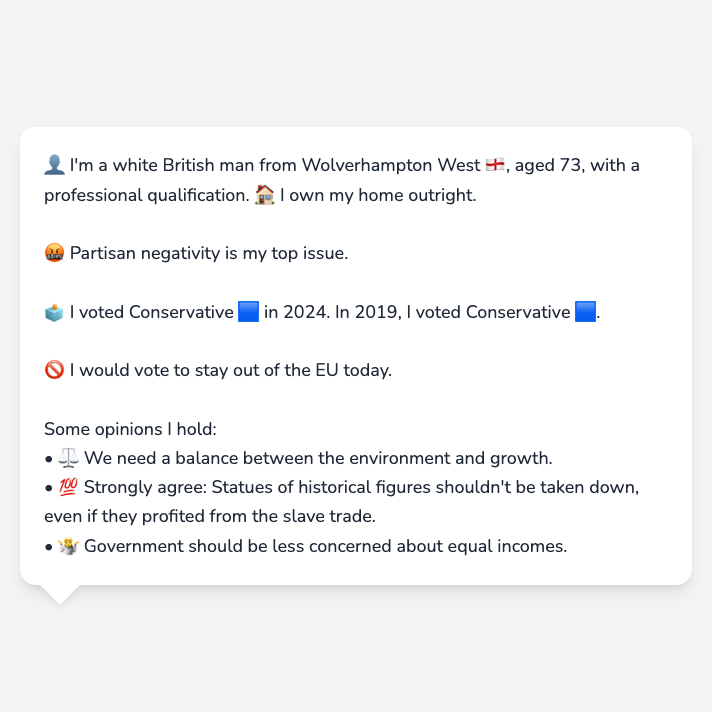 👤 I'm a white British man from Wolverhampton West 🏴󠁧󠁢󠁥󠁮󠁧󠁿, aged 73, with a
professional qualification. 🏠 I own my home outright.
🤬 Partisan negativity is my top issue.
🗳️ I voted Conservative 🟦 in 2024. In 2019, I voted Conservative 🟦.
🚫 I would vote to stay out of the EU today.
Some opinions I hold:
• ⚖️ We need a balance between the environment and growth.
• 💯 Strongly agree: Statues of historical figures shouldn't be taken down,
even if they profited from the slave trade.
• 🤷 Government should be less concerned about equal incomes.